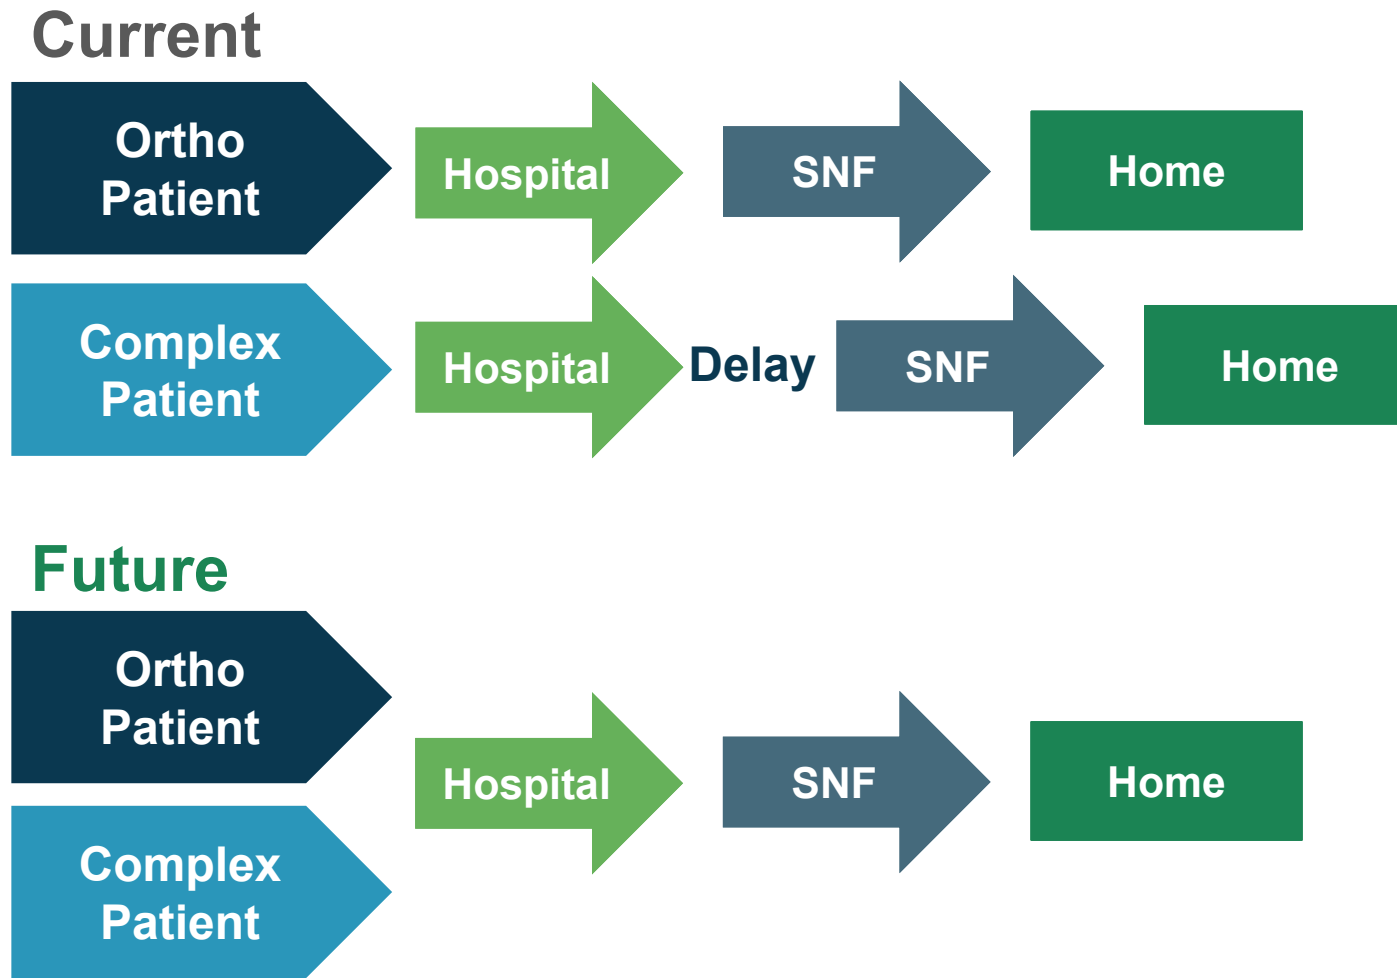 Current
Ortho
Patient
Hospital
SNF
Home
Complex
Patient
Hospital
Delay
SNF
Home
Future
Ortho
Patient
Hospital
SNF
Home
Complex
Patient